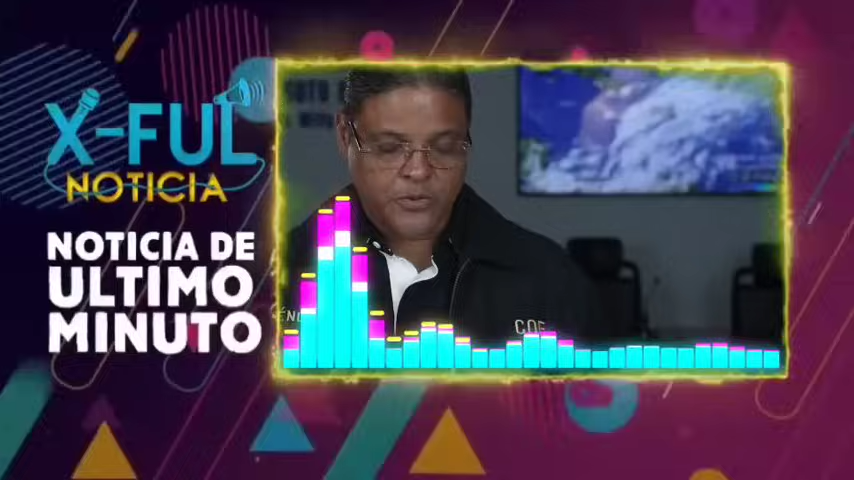 X-FUL
NOTICIA
NOTICIA DE
ULTIMO
MINUTO
COE